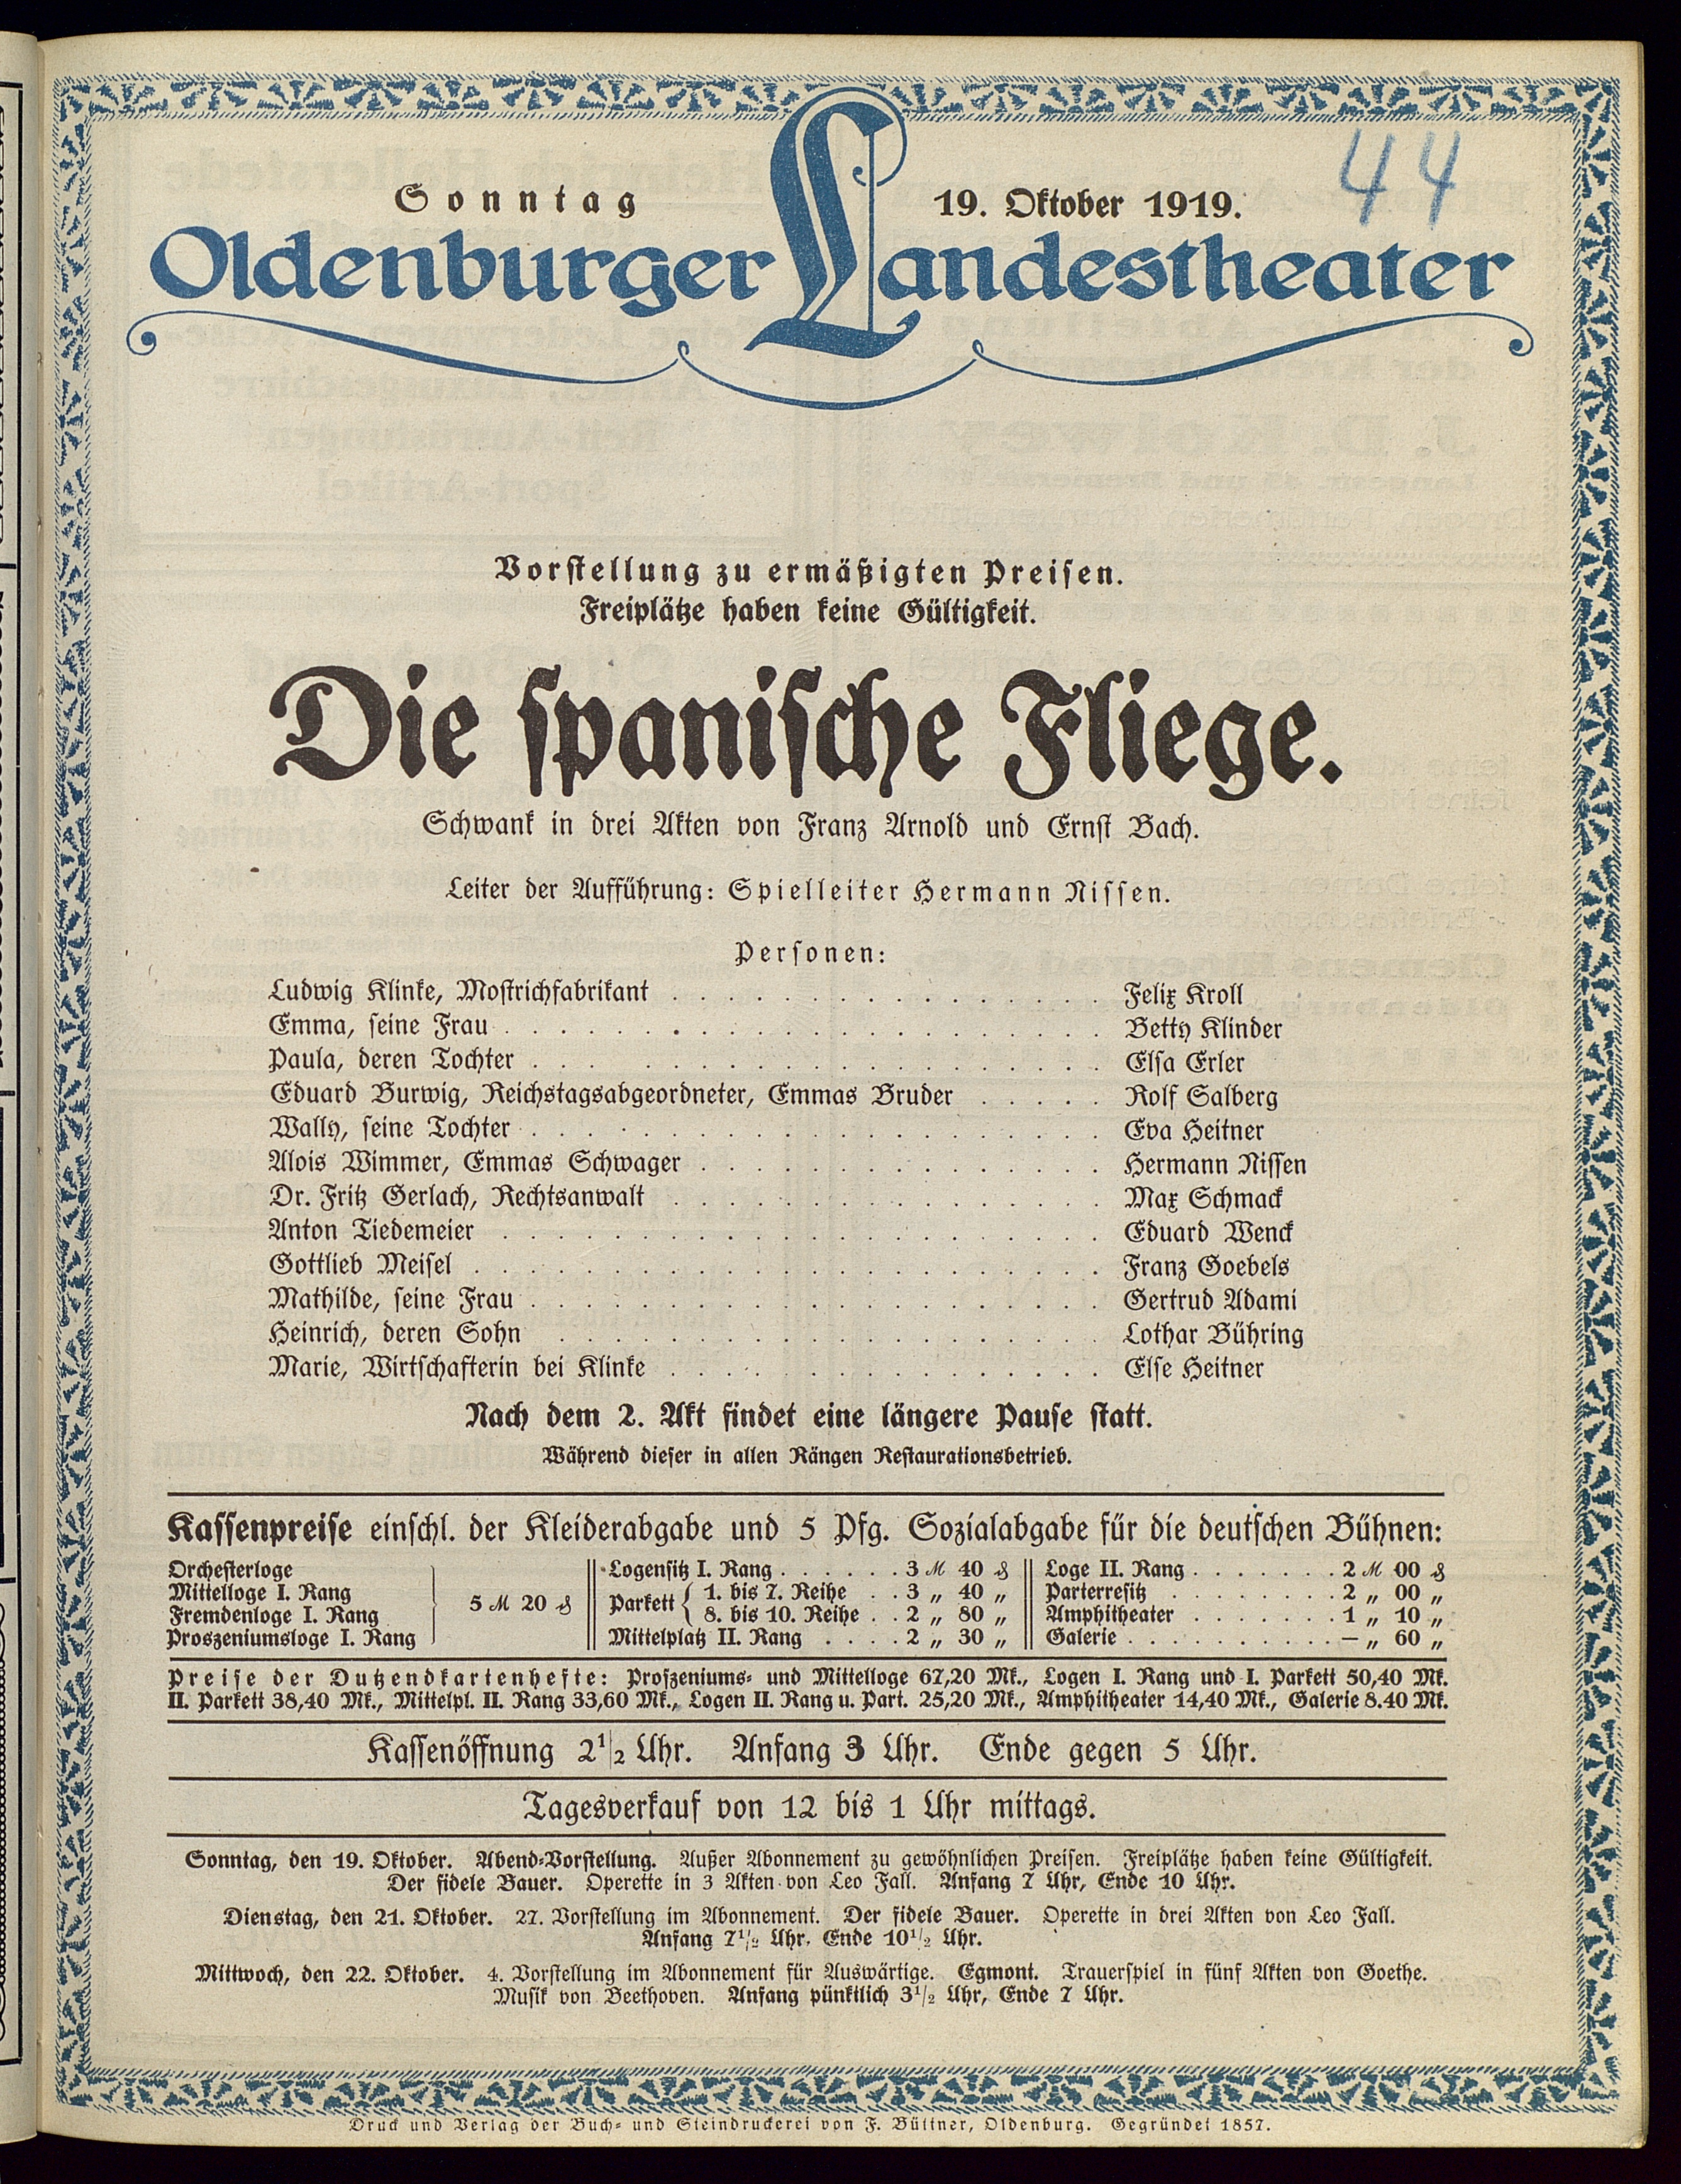 44
Sonntag 19. Oktober 1919.
Oldenburger Landestheater
Vorstellung zu ermäßigten Preisen.
Freiplätze haben keine Gültigkeit.
Die spanische Fliege.
Schwank in drei Akten von Franz Arnold und Ernst Bach.
Leiter der Aufführung: Spielleiter Hermann Nissen.
Personen:
Ludwig Klinke, Mostrichfabrikant . . . . . . . . . . . . . . . . Felix Kroll
Emma, seine Frau . . . . . . . . . . . . . . . . . . . . . . Betty Klinder
Paula, deren Tochter . . . . . . . . . . . . . . . . . . . . . Elsa Erler
Eduard Burwig, Reichstagsabgeordneter, Emmas Bruder . . . . . Rolf Salberg
Wally, seine Tochter . . . . . . . . . . . . . . . . . . . . . Eva Heitner
Alois Wimmer, Emmas Schwager . . . . . . . . . . . . . . . Hermann Nissen
Dr. Fritz Gerlach, Rechtsanwalt . . . . . . . . . . . . . . . . Max Schmack
Anton Tiedemeier . . . . . . . . . . . . . . . . . . . . . . Eduard Wenck
Gottlieb Meisel . . . . . . . . . . . . . . . . . . . . . . . Franz Goebels
Mathilde, seine Frau . . . . . . . . . . . . . . . . . . . . . Gertrud Adami
Heinrich, deren Sohn . . . . . . . . . . . . . . . . . . . . Lothar Bühring
Marie, Wirtschafterin bei Klinke . . . . . . . . . . . . . . . . Else Heitner
Nach dem 2. Akt findet eine längere Pause statt.
Während dieser in allen Rängen Restaurationsbetrieb.
Kassenpreise einschl. der Kleiderabgabe und 5 Pfg. Sozialabgabe für die deutschen Bühnen:
Orchesterloge
Mittelloge I. Rang
Fremdenloge I. Rang
Proszeniumsloge I. Rang
5 ℳ 20 ₰
Logensitz I. Rang . . . . . . 3 ℳ 40 ₰
Parkett { 1. bis 7. Reihe . . 3 „ 40 „
8. bis 10. Reihe . . 2 „ 80 „
Mittelplatz II. Rang . . . . 2 „ 30 „
Loge II. Rang . . . . . . . 2 ℳ 00 ₰
Parterresitz . . . . . . . . 2 „ 00 „
Amphitheater . . . . . . . 1 „ 10 „
Galerie . . . . . . . . . . — „ 60 „
Preise der Dutzendkartenhefte: Proszeniums- und Mittelloge 67,20 Mk., Logen I. Rang und I. Parkett 50,40 Mk.
II. Parkett 38,40 Mk., Mittelpl. II. Rang 33,60 Mk., Logen II. Rang u. Part. 25,20 Mk., Amphitheater 14,40 Mk., Galerie 8.40 Mk.
Kassenöffnung 2½ Uhr. Anfang 3 Uhr. Ende gegen 5 Uhr.
Tagesverkauf von 12 bis 1 Uhr mittags.
Sonntag, den 19. Oktober. Abend-Vorstellung. Außer Abonnement zu gewöhnlichen Preisen. Freiplätze haben keine Gültigkeit.
Der fidele Bauer. Operette in 3 Akten von Leo Fall. Anfang 7 Uhr, Ende 10 Uhr.
Dienstag, den 21. Oktober. 27. Vorstellung im Abonnement. Der fidele Bauer. Operette in drei Akten von Leo Fall.
Anfang 7½ Uhr, Ende 10½ Uhr.
Mittwoch, den 22. Oktober. 4. Vorstellung im Abonnement für Auswärtige. Egmont. Trauerspiel in fünf Akten von Goethe.
Musik von Beethoven. Anfang pünktlich 3½ Uhr, Ende 7 Uhr.
Druck und Verlag der Buch- und Steindruckerei von F. Büttner, Oldenburg. Gegründet 1857.